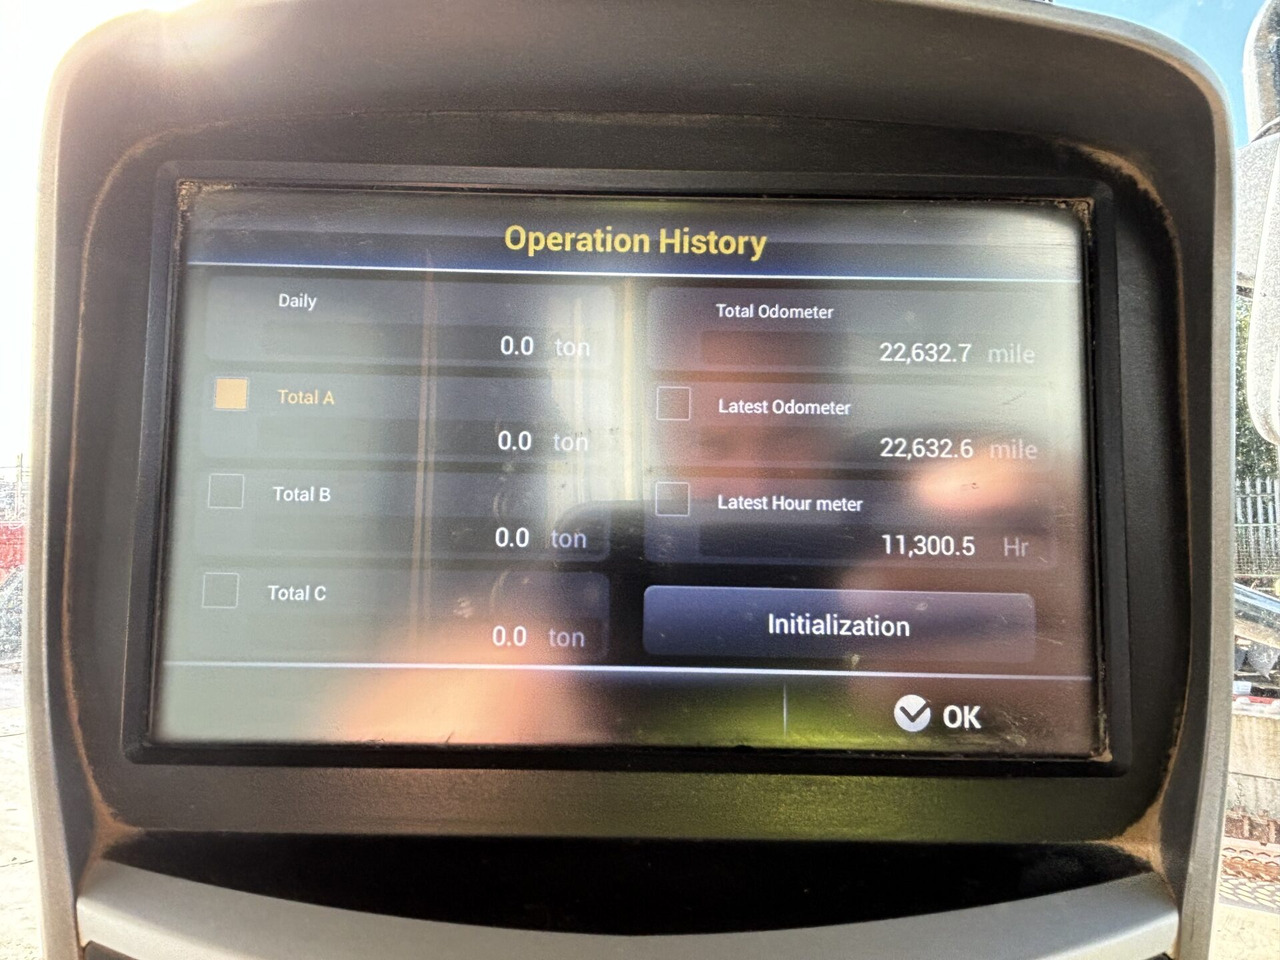 Operation History
Daily
0.0 ton
Total A
0.0 ton
Total B
0.0 ton
Total C
0.0 ton
Total Odometer
22,632.7 mile
Latest Odometer
22,632.6 mile
Latest Hour meter
11,300.5 Hr
Initialization
OK